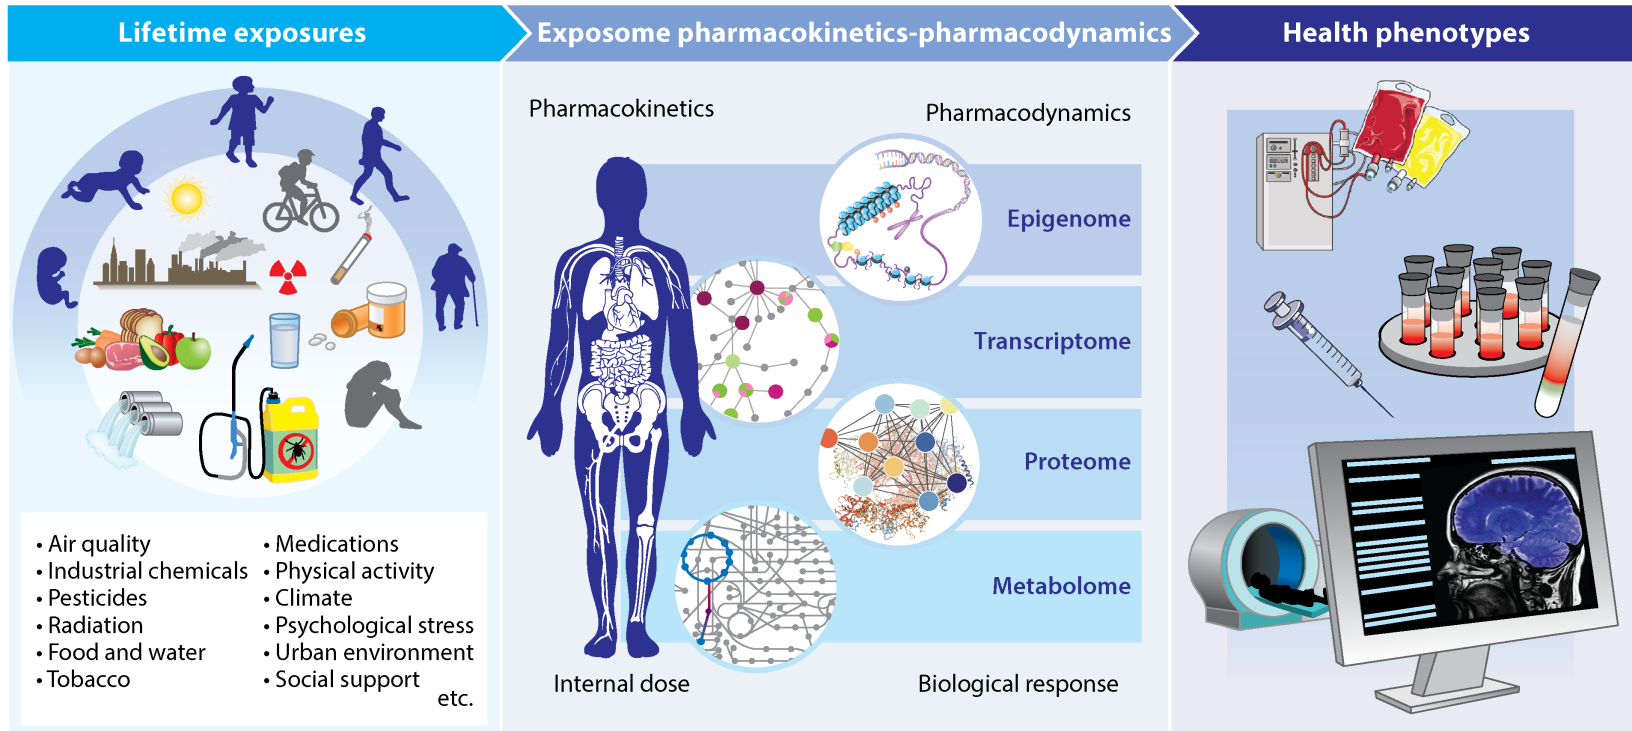 Lifetime exposures
Exposome pharmacokinetics-pharmacodynamics
Health phenotypes
• Air quality
• Industrial chemicals
• Pesticides
• Radiation
• Food and water
• Tobacco
• Medications
• Physical activity
• Climate
• Psychological stress
• Urban environment
• Social support
etc.
Pharmacokinetics
Pharmacodynamics
Epigenome
Transcriptome
Proteome
Metabolome
Internal dose
Biological response